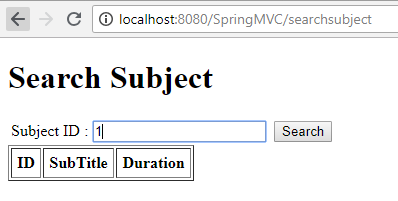 localhost:8080/SpringMVC/searchsubject
Search Subject
Subject ID : 1 Search
ID SubTitle Duration